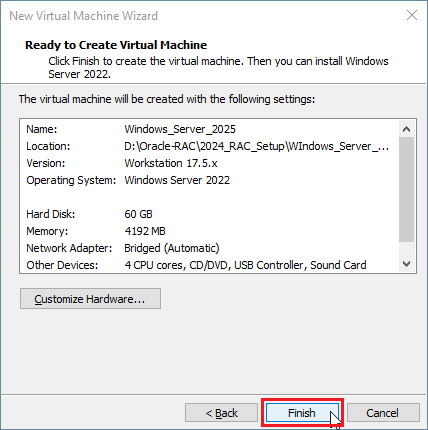 New Virtual Machine Wizard
Ready to Create Virtual Machine
Click Finish to create the virtual machine. Then you can install Windows
Server 2022.
The virtual machine will be created with the following settings:
Name: Windows_Server_2025
Location: D:\Oracle-RAC\2024_RAC_Setup\WIndows_Server_...
Version: Workstation 17.5.x
Operating System: Windows Server 2022
Hard Disk: 60 GB
Memory: 4192 MB
Network Adapter: Bridged (Automatic)
Other Devices: 4 CPU cores, CD/DVD, USB Controller, Sound Card
Customize Hardware...
< Back Finish Cancel